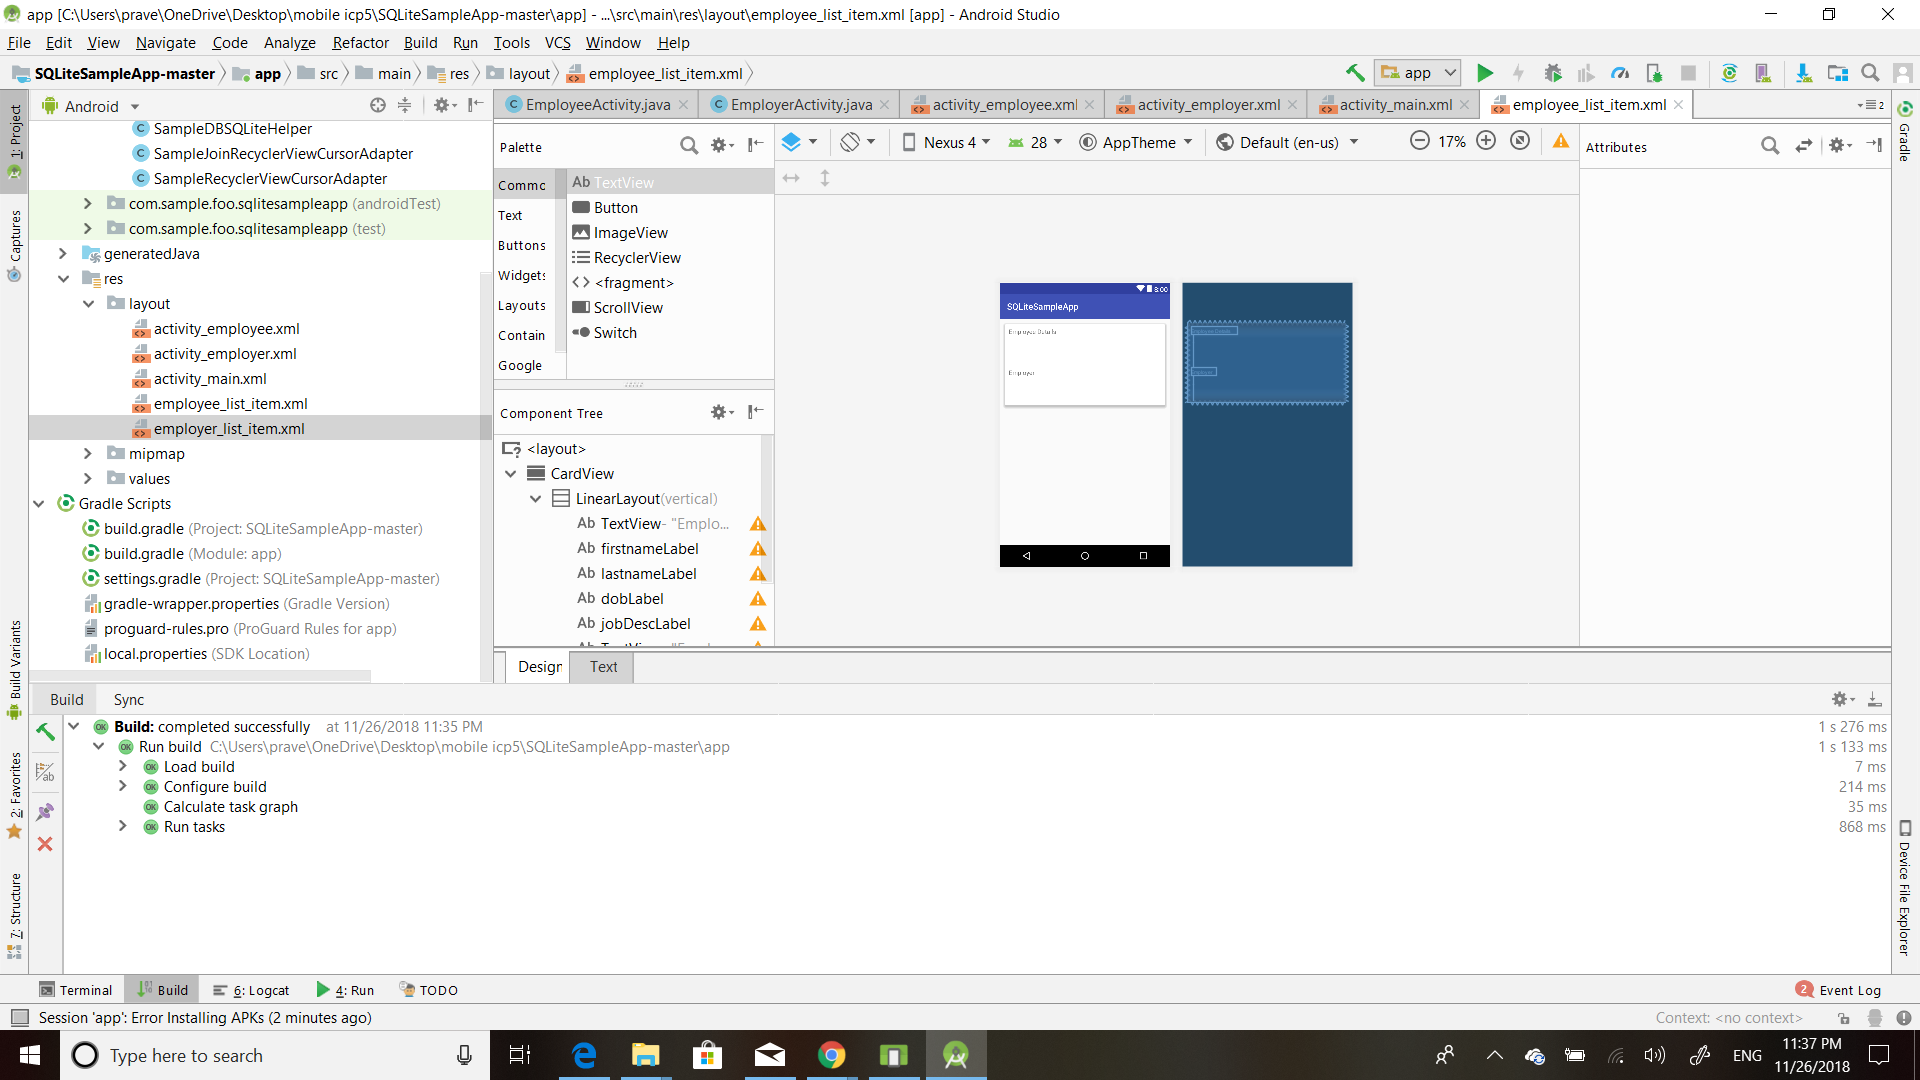 app [C:\Users\prave\OneDrive\Desktop\mobile icp5\SQLiteSampleApp-master\app] - ...\src\main\res\layout\employee_list_item.xml [app] - Android Studio
File Edit View Navigate Code Analyze Refactor Build Run Tools VCS Window Help
SQLiteSampleApp-master app src main res layout employee_list_item.xml app
1: Project
Captures
Build Variants
2: Favorites
7: Structure
Android
SampleDBSQLiteHelper
SampleJoinRecyclerViewCursorAdapter
SampleRecyclerViewCursorAdapter
com.sample.foo.sqlitesampleapp (androidTest)
com.sample.foo.sqlitesampleapp (test)
generatedJava
res
layout
activity_employee.xml
activity_employer.xml
activity_main.xml
employee_list_item.xml
employer_list_item.xml
mipmap
values
Gradle Scripts
build.gradle (Project: SQLiteSampleApp-master)
build.gradle (Module: app)
settings.gradle (Project: SQLiteSampleApp-master)
gradle-wrapper.properties (Gradle Version)
proguard-rules.pro (ProGuard Rules for app)
local.properties (SDK Location)
EmployeeActivity.java EmployerActivity.java activity_employee.xml activity_employer.xml activity_main.xml employee_list_item.xml 2
Palette
Commo
Text
Buttons
Widgets
Layouts
Contain
Google
Ab TextView
Button
ImageView
RecyclerView
<fragment>
ScrollView
Switch
Nexus 4 28 AppTheme Default (en-us) 17%
Attributes
Component Tree
<layout>
CardView
LinearLayout(vertical)
Ab TextView- "Emplo...
Ab firstnameLabel
Ab lastnameLabel
Ab dobLabel
Ab jobDescLabel
8:00
SQLiteSampleApp
Employee Details
Employer
Design Text
Gradle
Device File Explorer
Build Sync
Build: completed successfully at 11/26/2018 11:35 PM 1 s 276 ms
Run build C:\Users\prave\OneDrive\Desktop\mobile icp5\SQLiteSampleApp-master\app 1 s 133 ms
Load build 7 ms
Configure build 214 ms
Calculate task graph 35 ms
Run tasks 868 ms
Terminal Build 6: Logcat 4: Run TODO 2 Event Log
Session 'app': Error Installing APKs (2 minutes ago) Context: <no context>
Type here to search ENG 11:37 PM
11/26/2018